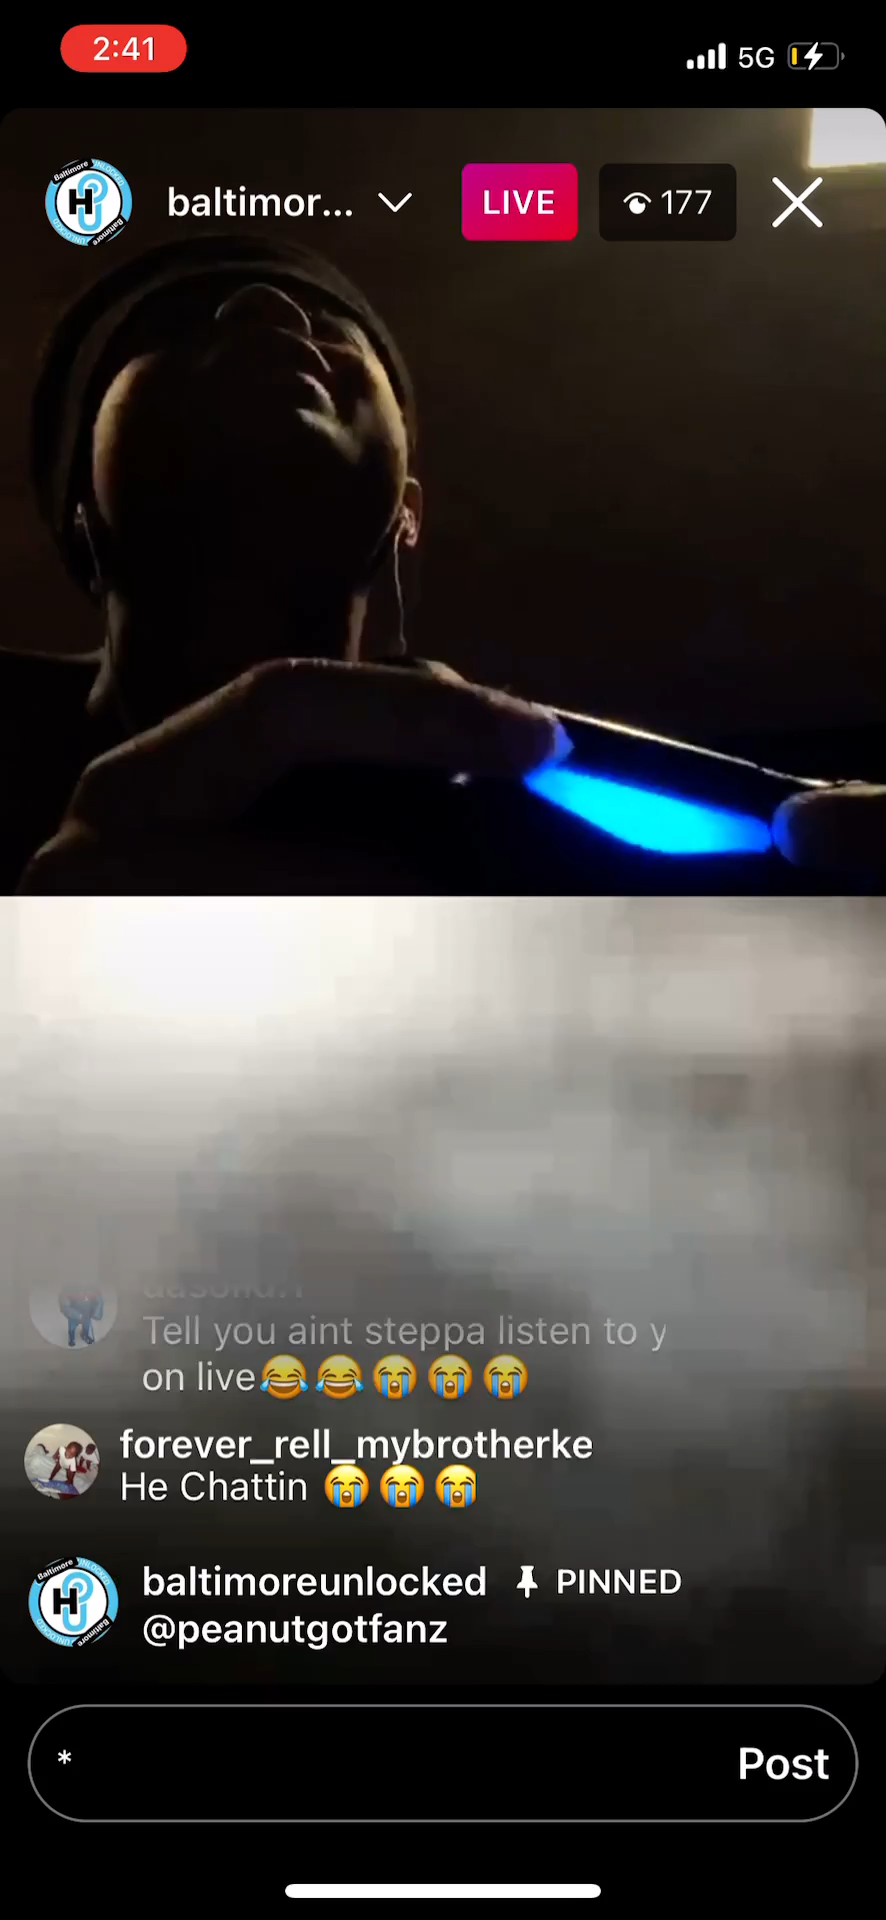 2:41
5G
baltimor...
LIVE
177
Tell you aint steppa listen to y
on live😂😂😭😭😭
forever_rell_mybrotherke
He Chattin 😭😭😭
baltimoreunlocked PINNED
@peanutgotfanz
*
Post